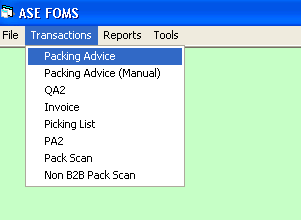 ASE FOMS
File Transactions Reports Tools
Packing Advice
Packing Advice (Manual)
QA2
Invoice
Picking List
PA2
Pack Scan
Non B2B Pack Scan